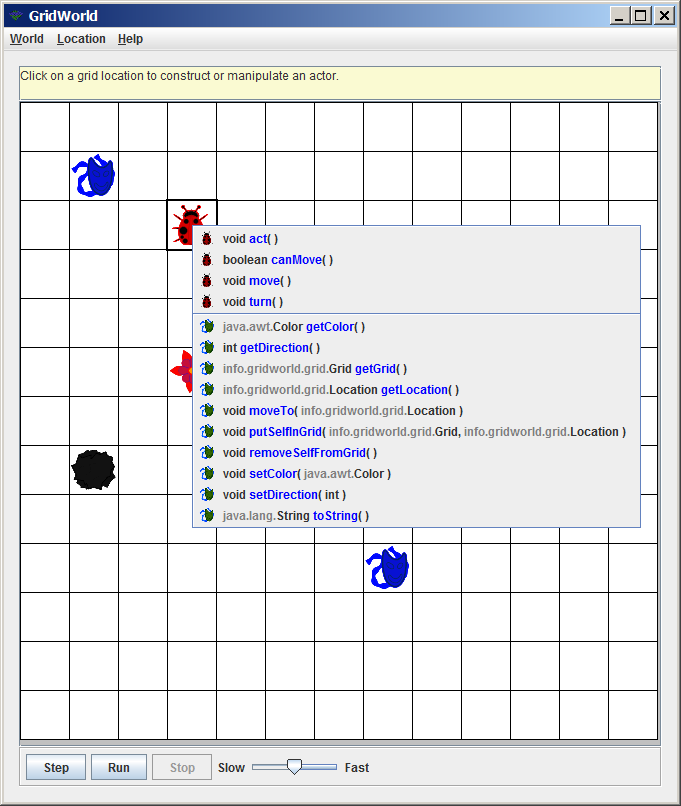 GridWorld
World Location Help
Click on a grid location to construct or manipulate an actor.
void act( )
boolean canMove( )
void move( )
void turn( )
java.awt.Color getColor( )
int getDirection( )
info.gridworld.grid.Grid getGrid( )
info.gridworld.grid.Location getLocation( )
void moveTo( info.gridworld.grid.Location )
void putSelfInGrid( info.gridworld.grid.Grid, info.gridworld.grid.Location )
void removeSelfFromGrid( )
void setColor( java.awt.Color )
void setDirection( int )
java.lang.String toString( )
Step Run Stop Slow Fast